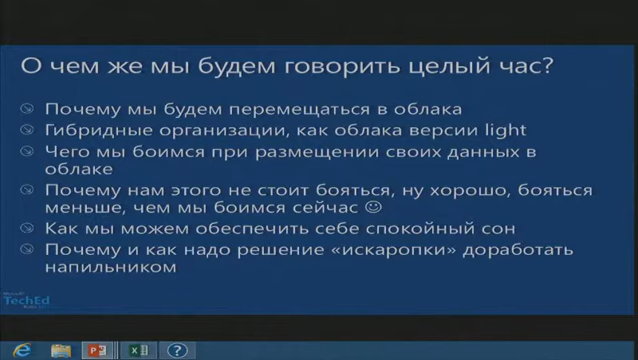 О чем же мы будем говорить целый час?
Почему мы будем перемещаться в облака
Гибридные организации, как облака версии light
Чего мы боимся при размещении своих данных в
облаке
Почему нам этого не стоит бояться, ну хорошо, бояться
меньше, чем мы боимся сейчас ☺
Как мы можем обеспечить себе спокойный сон
Почему и как надо решение «искаропки» доработать
напильником
Microsoft
TechEd